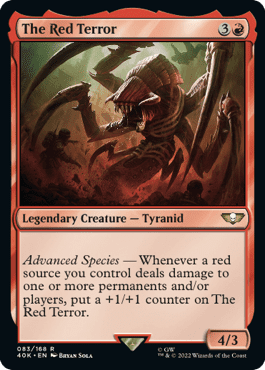 The Red Terror 3
Legendary Creature — Tyranid
Advanced Species — Whenever a red
source you control deals damage to
one or more permanents and/or
players, put a +1/+1 counter on The
Red Terror.
4/3
083/168 R
40K • EN Bryan Sola
© GW
™ & © 2022 Wizards of the Coast